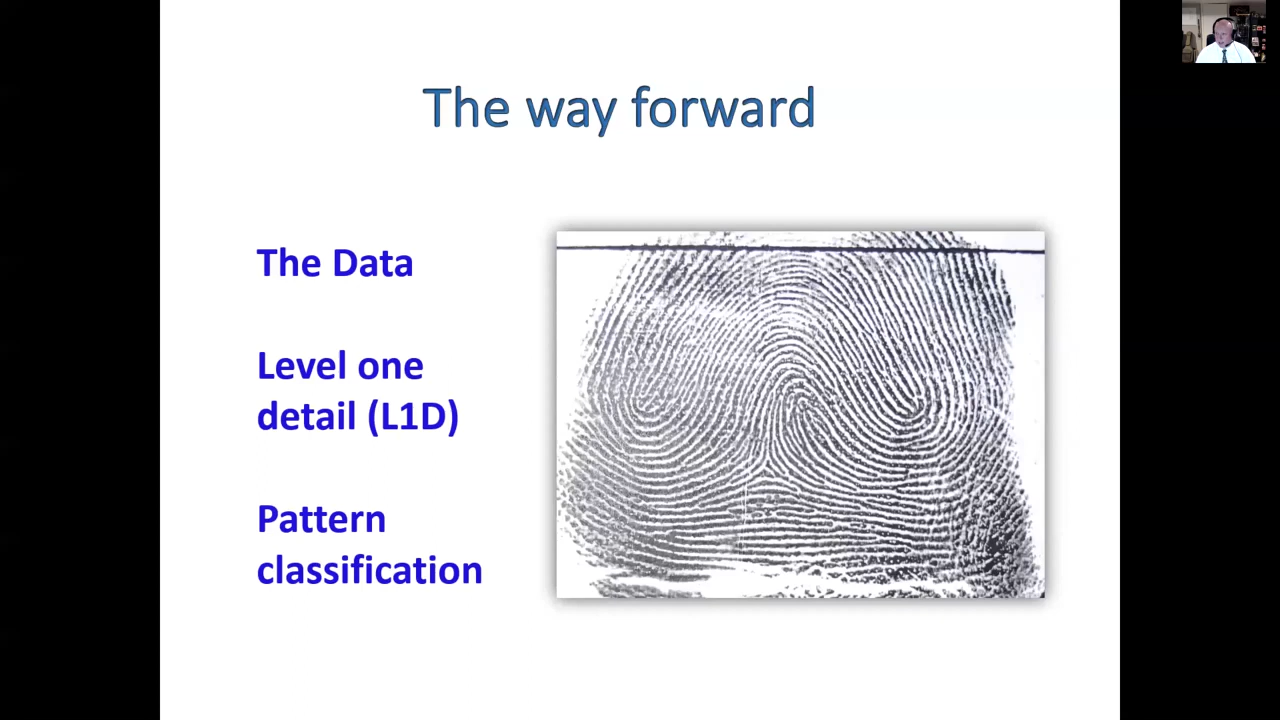 The way forward
The Data
Level one
detail (L1D)
Pattern
classification